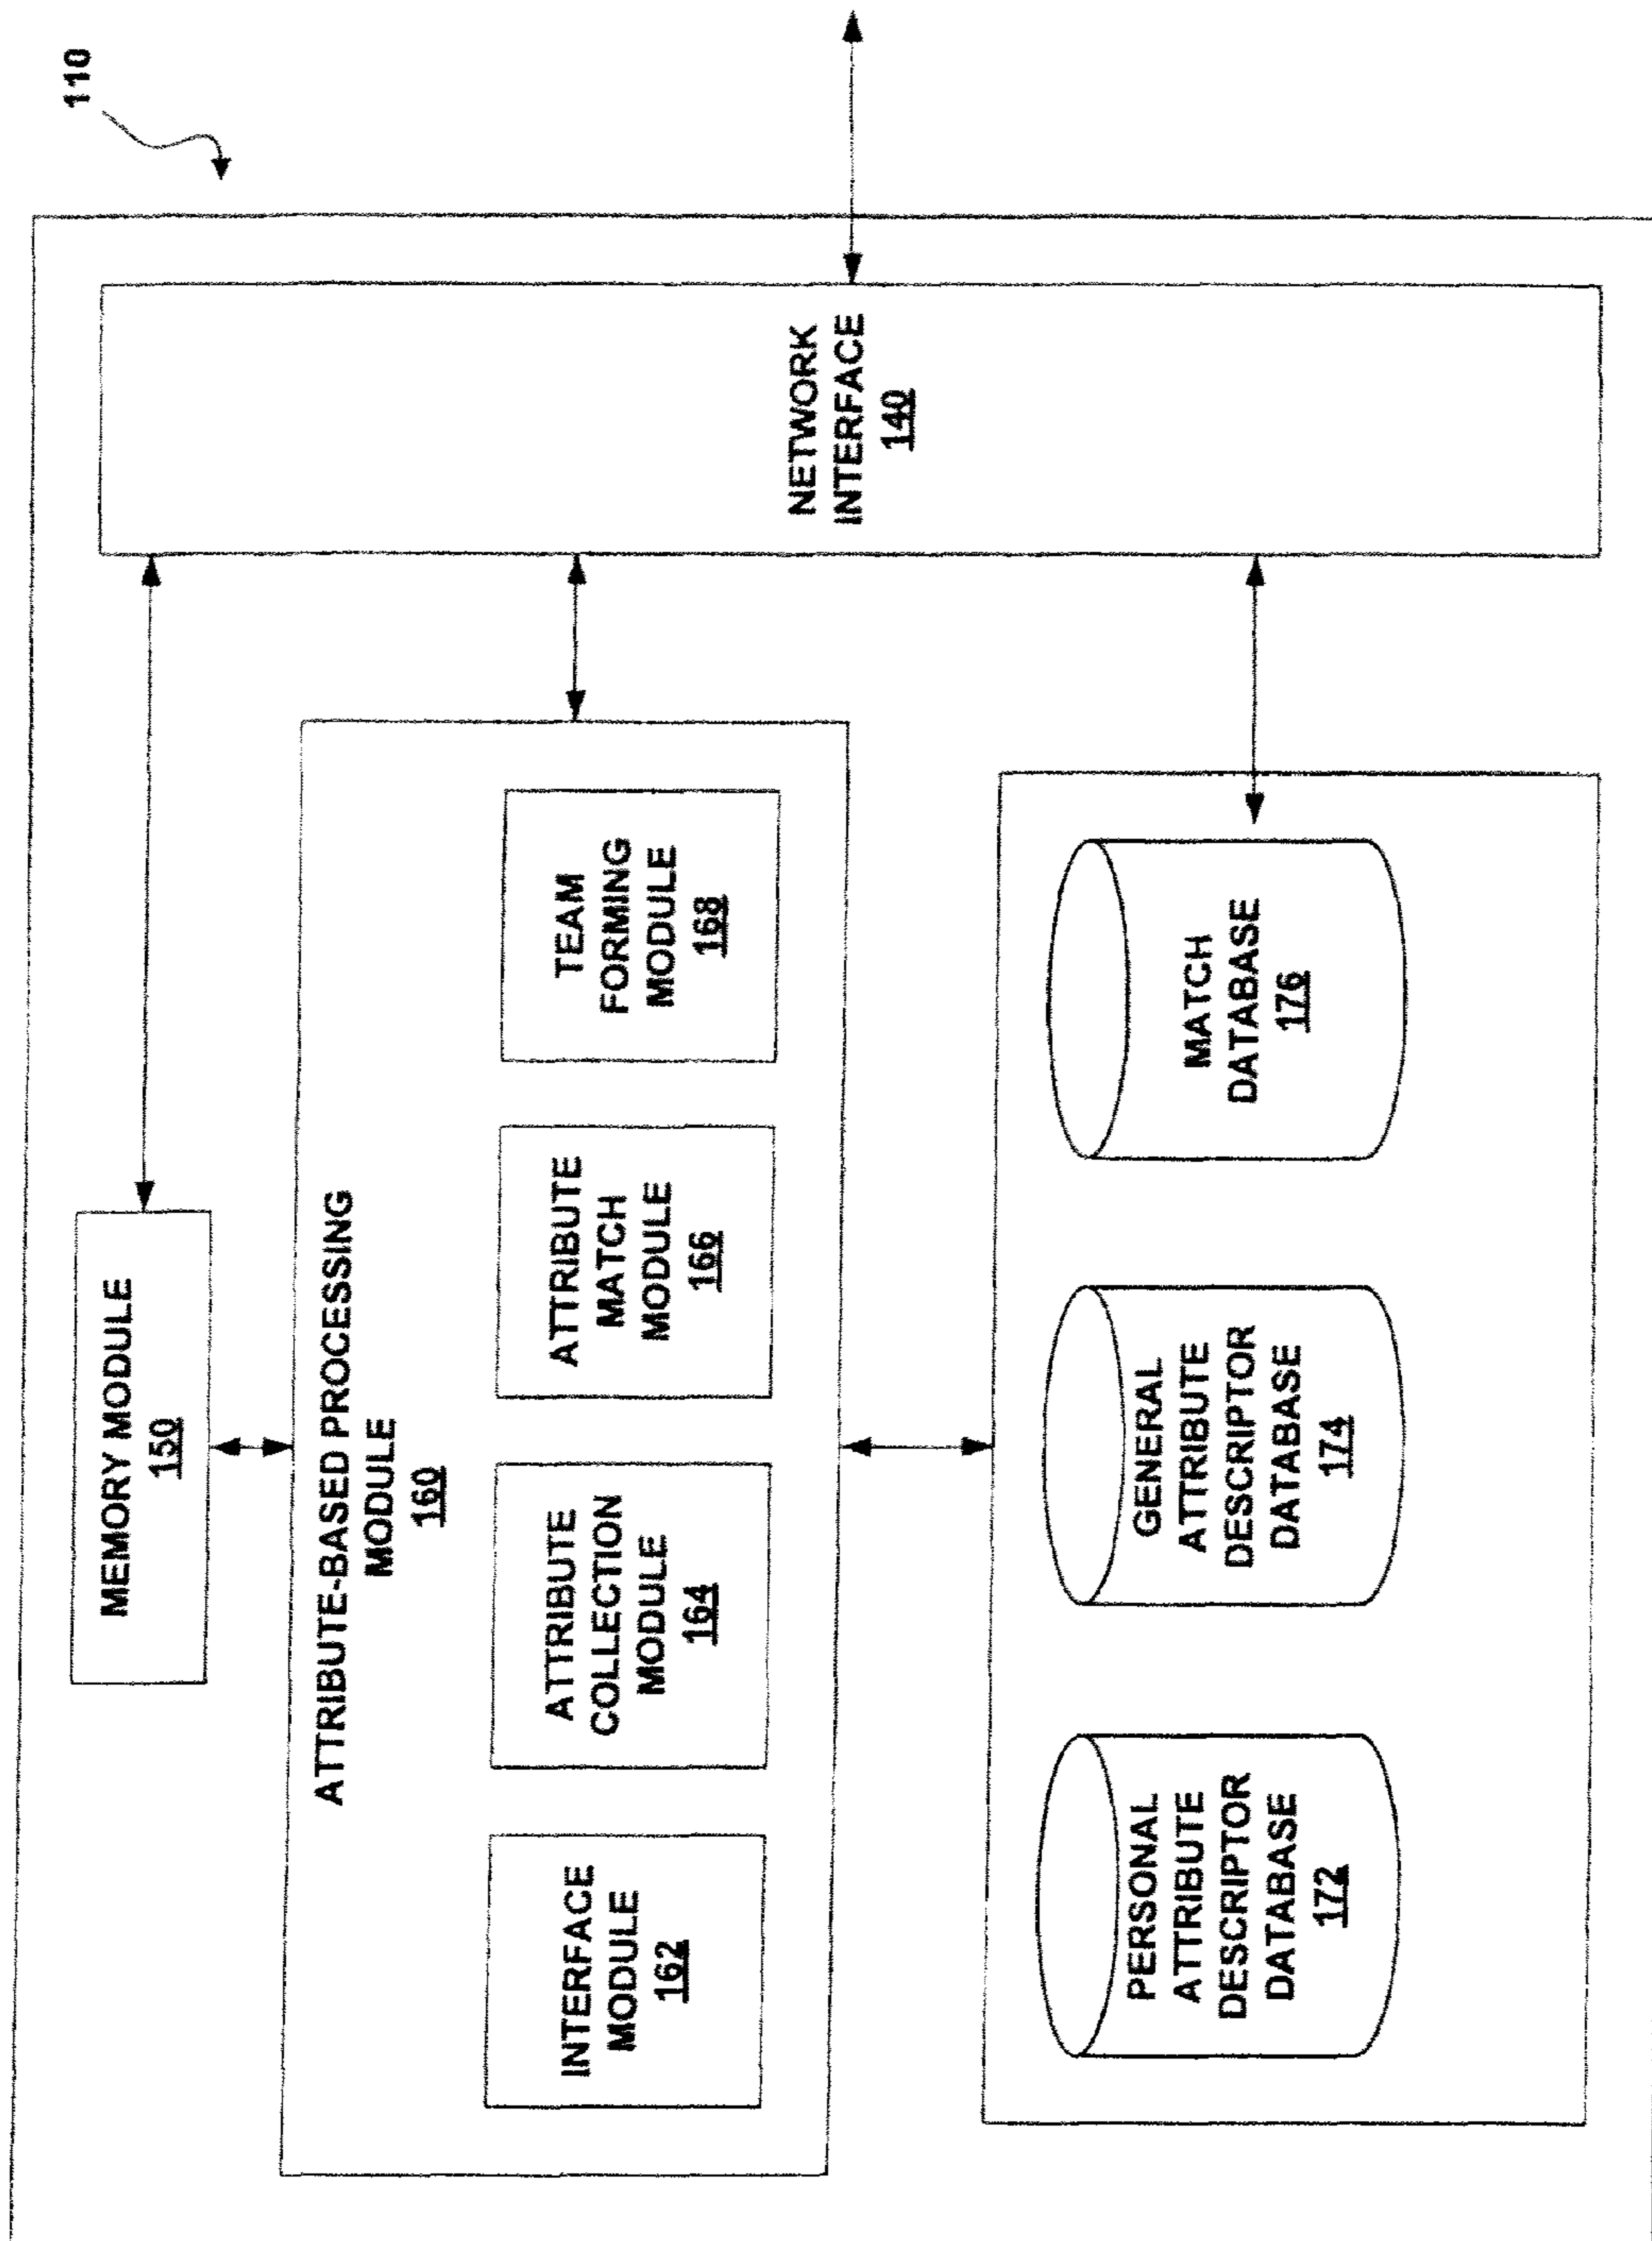 110
MEMORY MODULE
150
ATTRIBUTE-BASED PROCESSING
MODULE
160
INTERFACE
MODULE
162
ATTRIBUTE
COLLECTION
MODULE
164
ATTRIBUTE
MATCH
MODULE
166
TEAM
FORMING
MODULE
168
PERSONAL
ATTRIBUTE
DESCRIPTOR
DATABASE
172
GENERAL
ATTRIBUTE
DESCRIPTOR
DATABASE
174
MATCH
DATABASE
176
NETWORK
INTERFACE
140